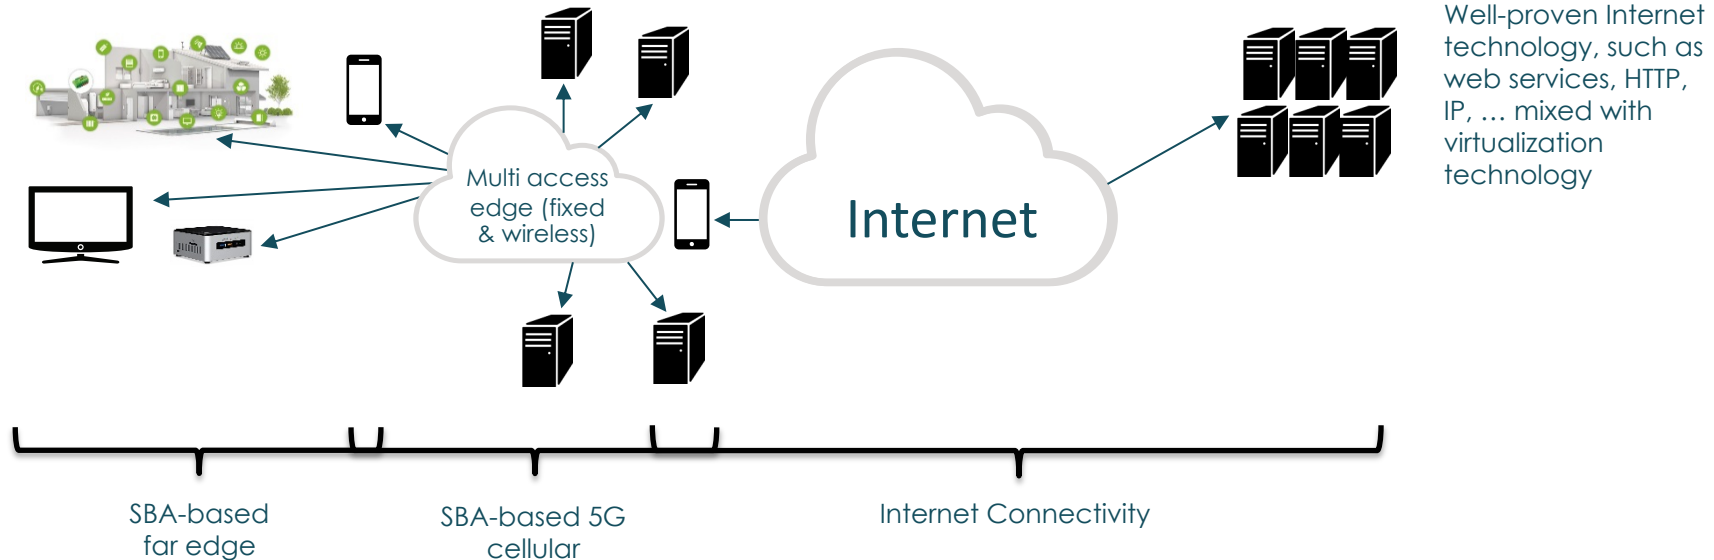 Well-proven Internet
technology, such as
web services, HTTP,
IP, … mixed with
virtualization
technology
Multi access
edge (fixed
& wireless)
Internet
SBA-based
far edge
SBA-based 5G
cellular
Internet Connectivity